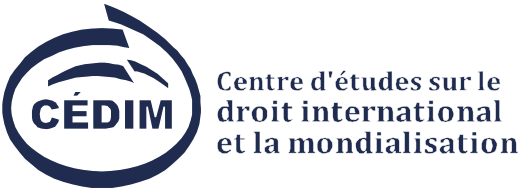 CÉDIM
Centre d'études sur le
droit international
et la mondialisation